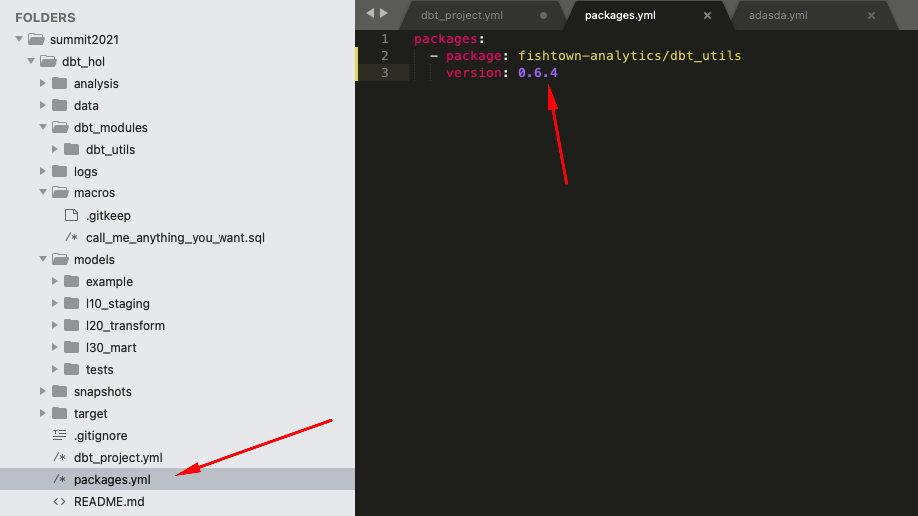 FOLDERS
summit2021
dbt_hol
analysis
data
dbt_modules
dbt_utils
logs
macros
.gitkeep
/* call_me_anything_you_want.sql
models
example
l10_staging
l20_transform
l30_mart
tests
snapshots
target
.gitignore
/* dbt_project.yml
/* packages.yml
<> README.md
dbt_project.yml
packages.yml
adasda.yml
1 packages:
2 - package: fishtown-analytics/dbt_utils
3 version: 0.6.4